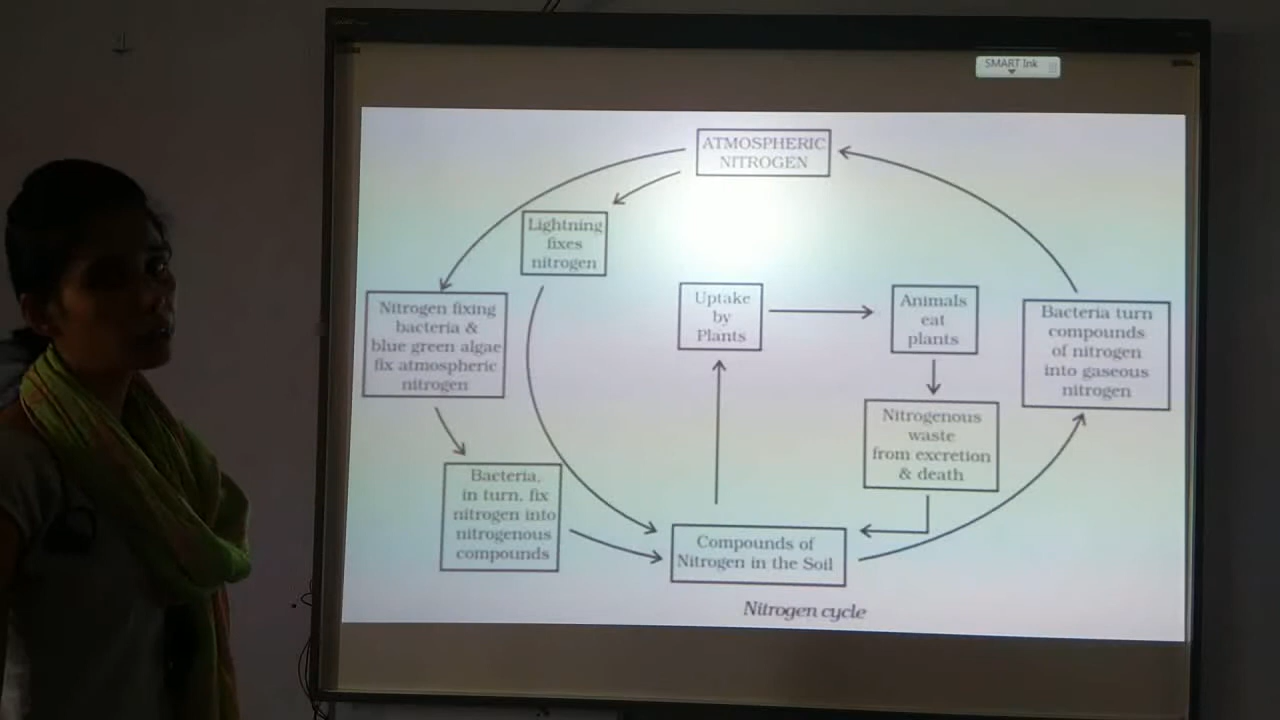 SMART Ink
ATMOSPHERIC
NITROGEN
Lightning
fixes
nitrogen
Nitrogen fixing
bacteria &
blue green algae
fix atmospheric
nitrogen
Uptake
by
Plants
Animals
eat
plants
Bacteria turn
compounds
of nitrogen
into gaseous
nitrogen
Nitrogenous
waste
from excretion
& death
Bacteria,
in turn, fix
nitrogen into
nitrogenous
compounds
Compounds of
Nitrogen in the Soil
Nitrogen cycle